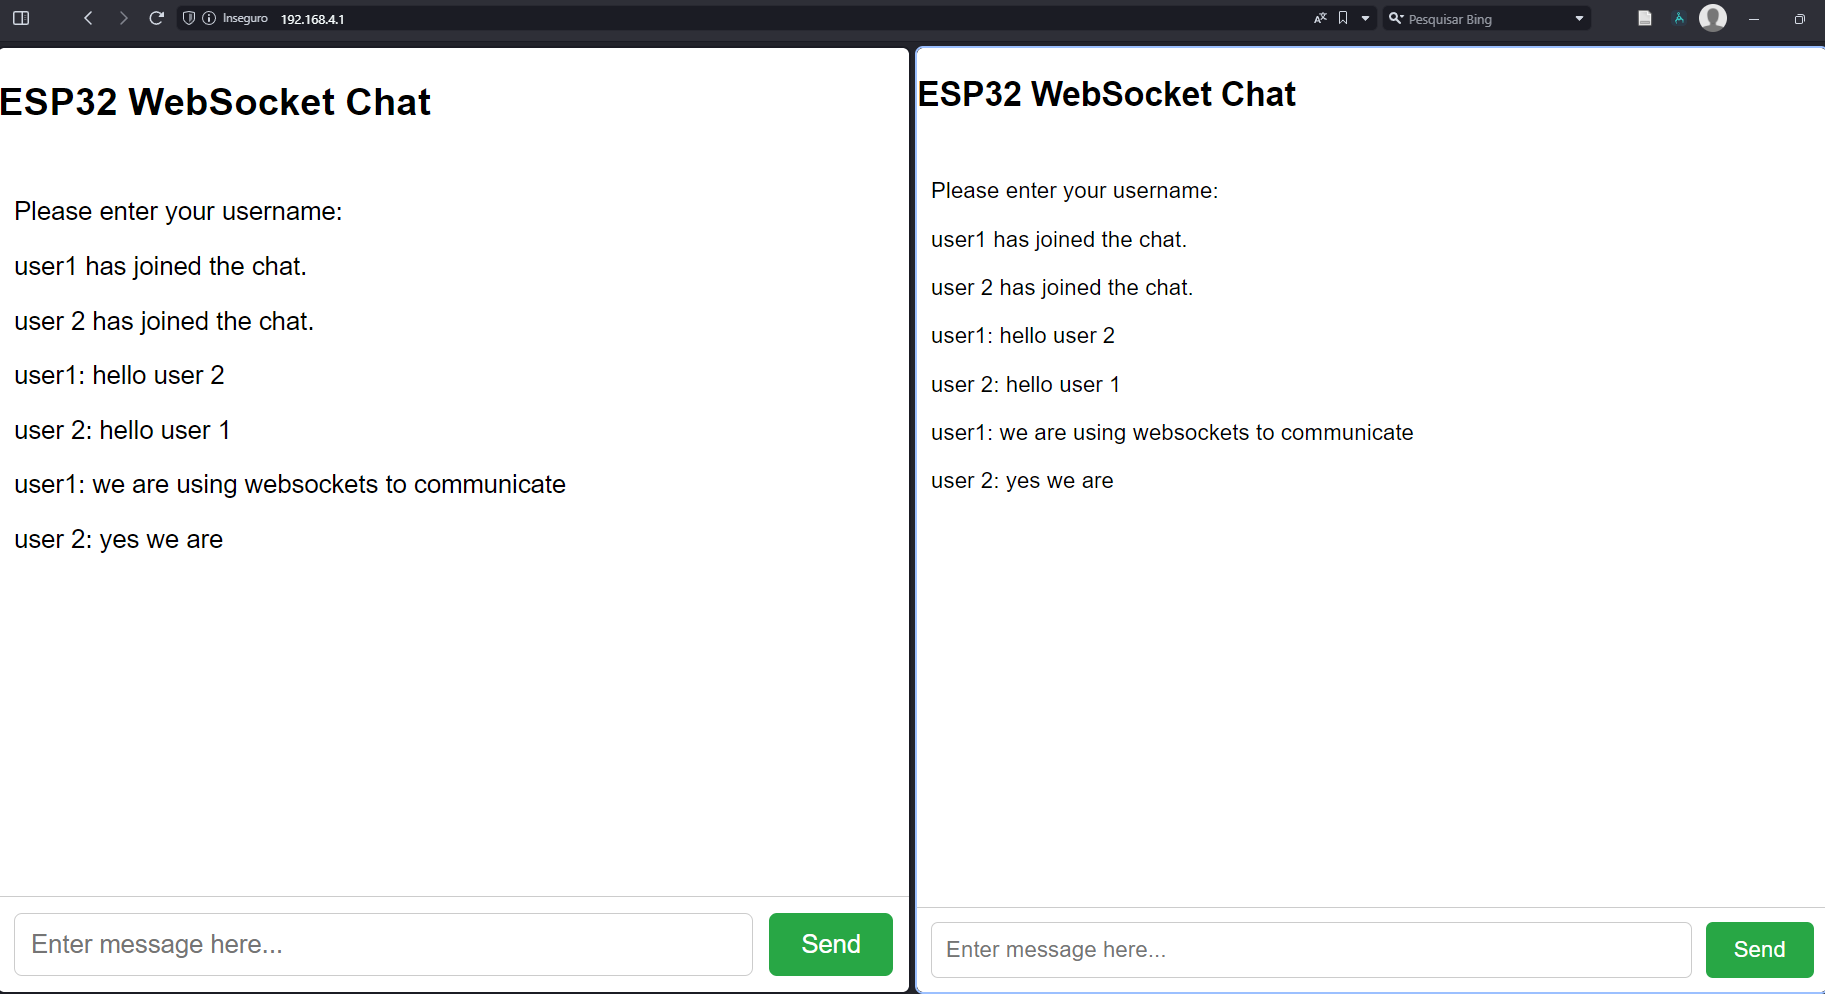 Inseguro 192.168.4.1
Pesquisar Bing
ESP32 WebSocket Chat
Please enter your username:
user1 has joined the chat.
user 2 has joined the chat.
user1: hello user 2
user 2: hello user 1
user1: we are using websockets to communicate
user 2: yes we are
Enter message here...
Send
ESP32 WebSocket Chat
Please enter your username:
user1 has joined the chat.
user 2 has joined the chat.
user1: hello user 2
user 2: hello user 1
user1: we are using websockets to communicate
user 2: yes we are
Enter message here...
Send